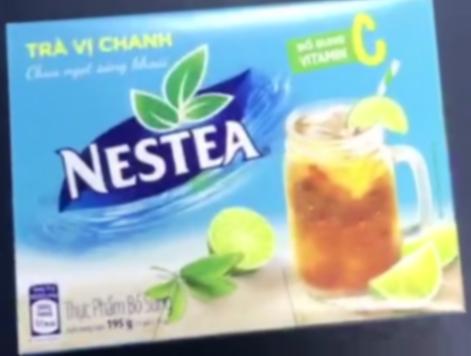 TRÀ VỊ CHANH
Chua ngọt sảng khoái
BỔ SUNG
VITAMIN C
NESTEA
Thực Phẩm Bổ Sung
195 g